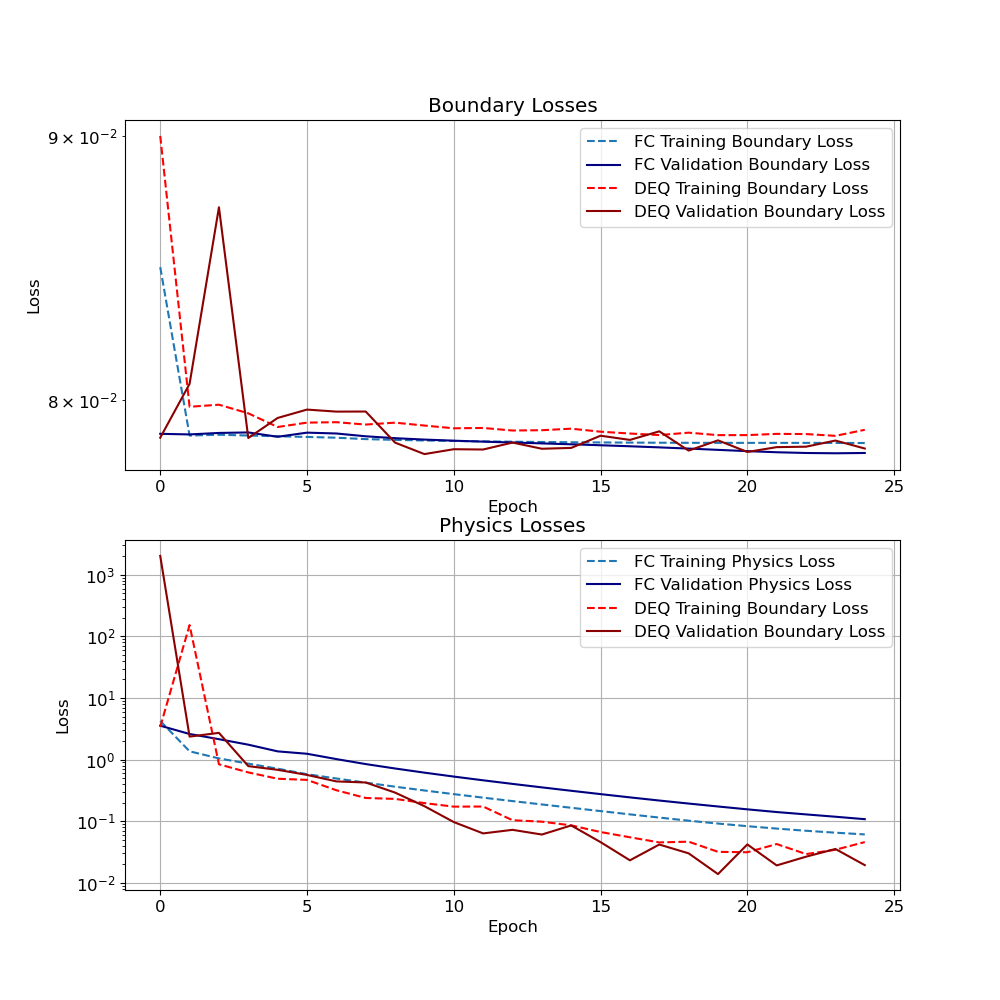 Boundary Losses
9 × 10⁻²
8 × 10⁻²
Loss
FC Training Boundary Loss
FC Validation Boundary Loss
DEQ Training Boundary Loss
DEQ Validation Boundary Loss
0 5 10 15 20 25
Epoch
Physics Losses
10³
10²
10¹
10⁰
10⁻¹
10⁻²
Loss
FC Training Physics Loss
FC Validation Physics Loss
DEQ Training Boundary Loss
DEQ Validation Boundary Loss
0 5 10 15 20 25
Epoch